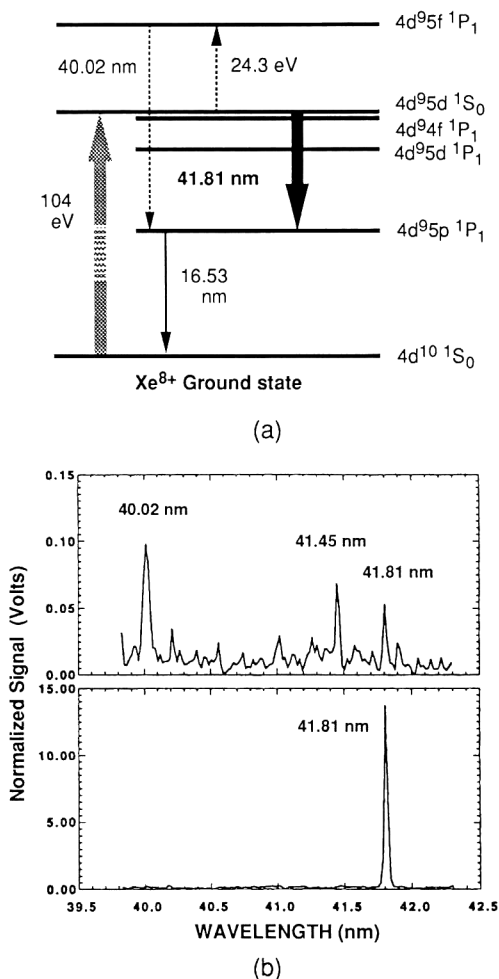 4d⁹5f ¹P₁
40.02 nm
24.3 eV
4d⁹5d ¹S₀
4d⁹4f ¹P₁
4d⁹5d ¹P₁
41.81 nm
104
eV
4d⁹5p ¹P₁
16.53
nm
4d¹⁰ ¹S₀
Xe⁸⁺ Ground state
(a)
Normalized Signal (Volts)
0.15
40.02 nm
0.10
41.45 nm
41.81 nm
0.05
0.00
15.00
41.81 nm
10.00
5.00
0.00
39.5 40.0 40.5 41.0 41.5 42.0 42.5
WAVELENGTH (nm)
(b)